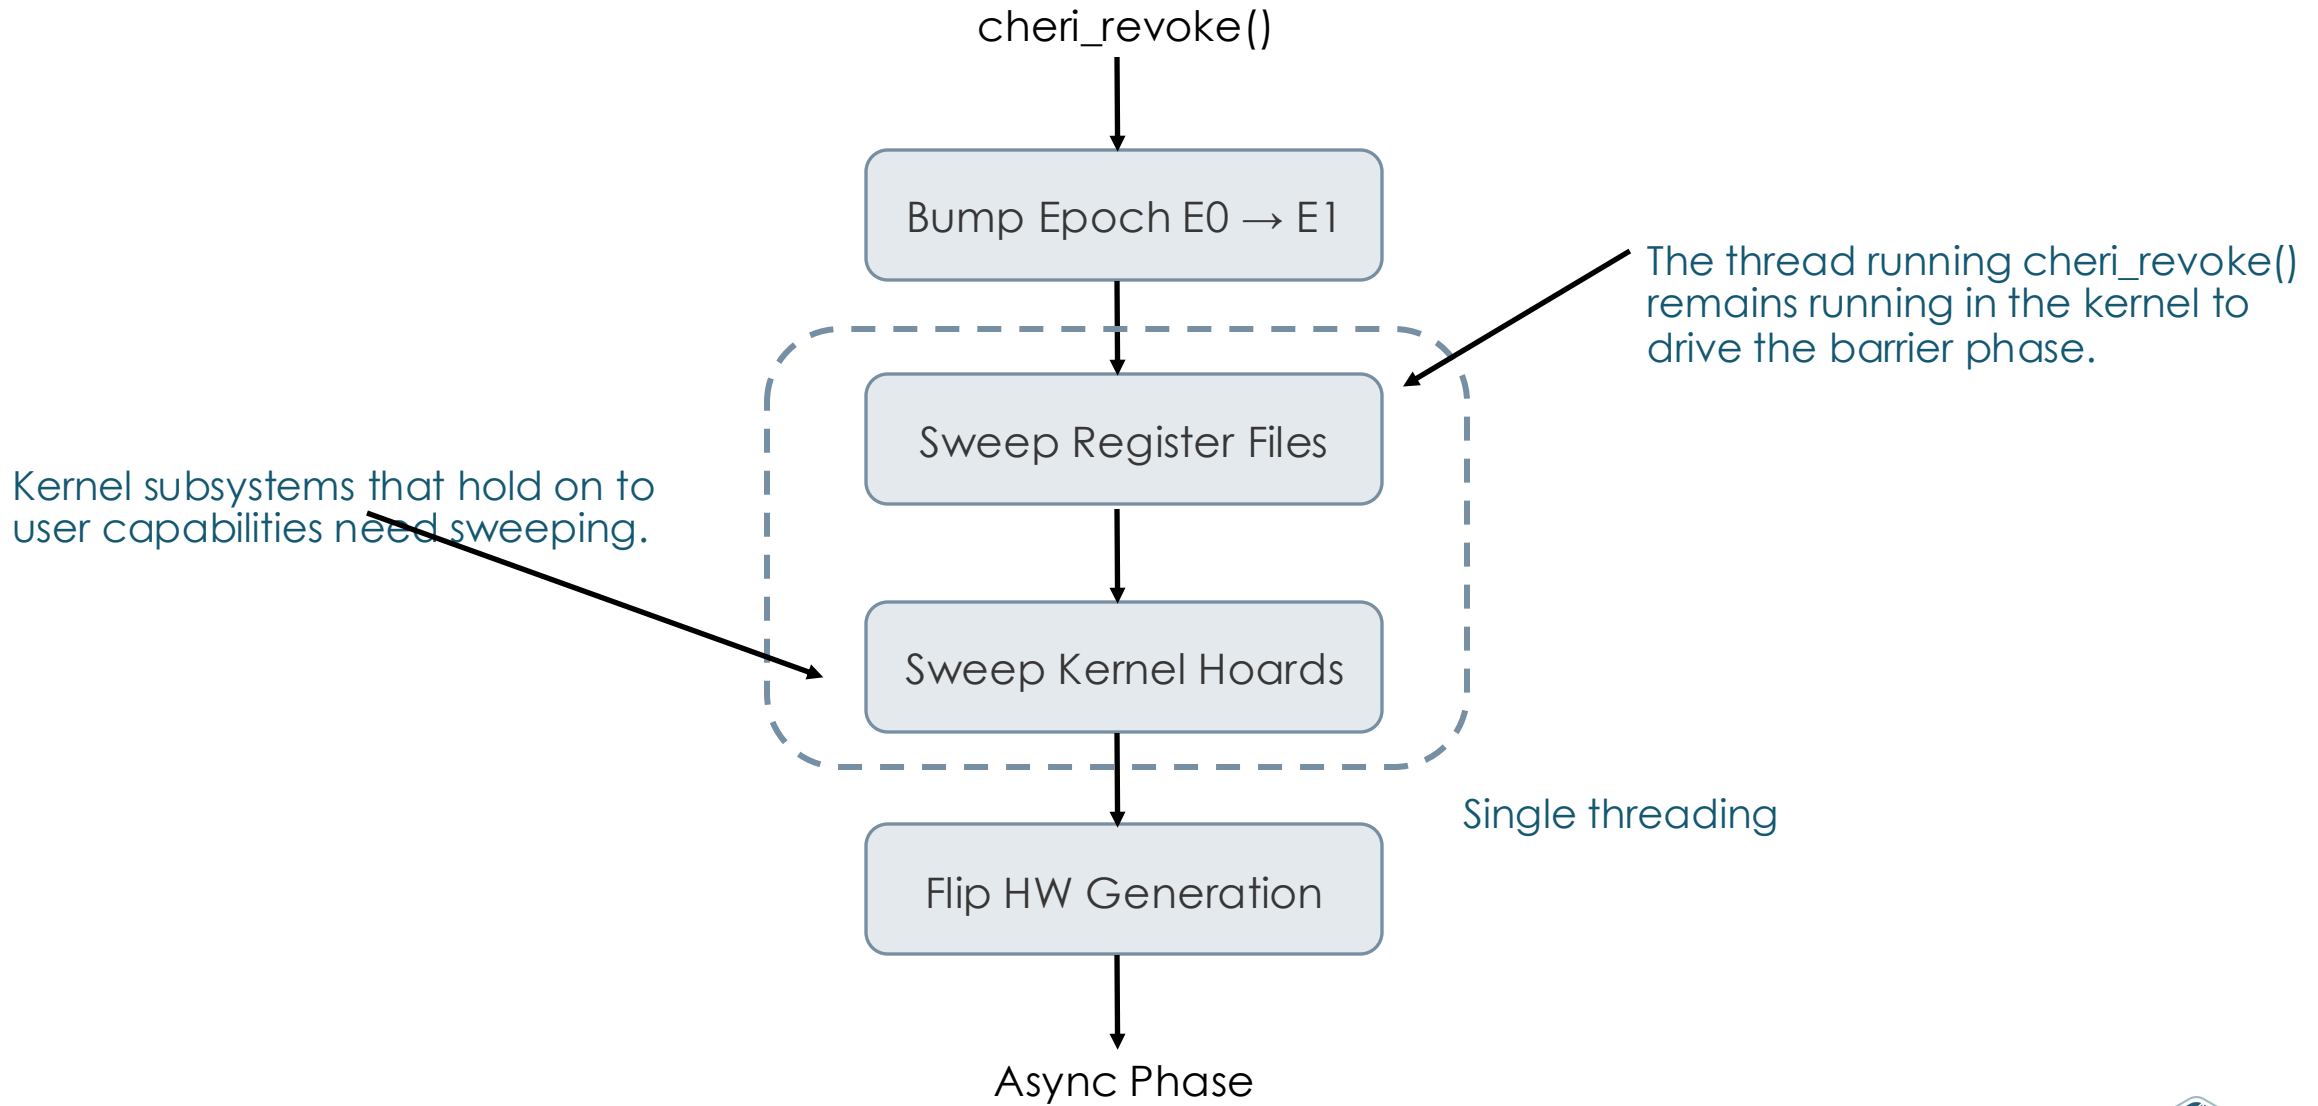 cheri_revoke()
Bump Epoch E0 → E1
The thread running cheri_revoke()
remains running in the kernel to
drive the barrier phase.
Sweep Register Files
Kernel subsystems that hold on to
user capabilities need sweeping.
Sweep Kernel Hoards
Single threading
Flip HW Generation
Async Phase